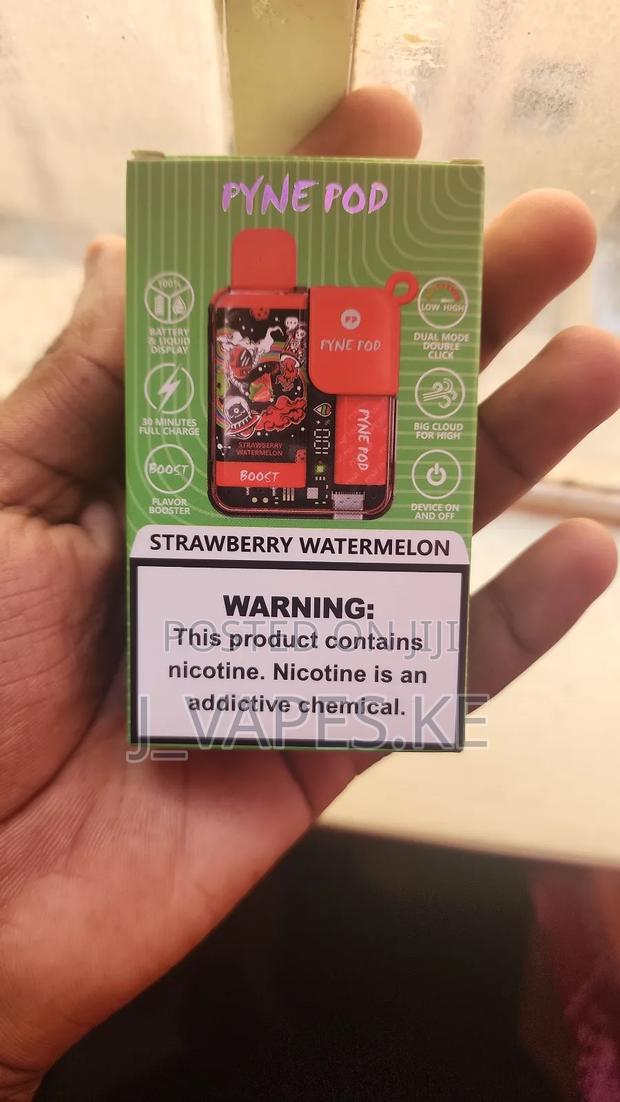 PYNE POD
100%
BATTERY
& LIQUID
DISPLAY
30 MINUTES
FULL CHARGE
BOOST
FLAVOR
BOOSTER
PP
PYNE POD
STRAWBERRY
WATERMELON
BOOST
100
PYNE POD
LOW HIGH
DUAL MODE
DOUBLE
CLICK
BIG CLOUD
FOR HIGH
DEVICE ON
AND OFF
STRAWBERRY WATERMELON
WARNING:
This product contains
nicotine. Nicotine is an
addictive chemical.
POSTED ON JIJI
J_VAPES.KE